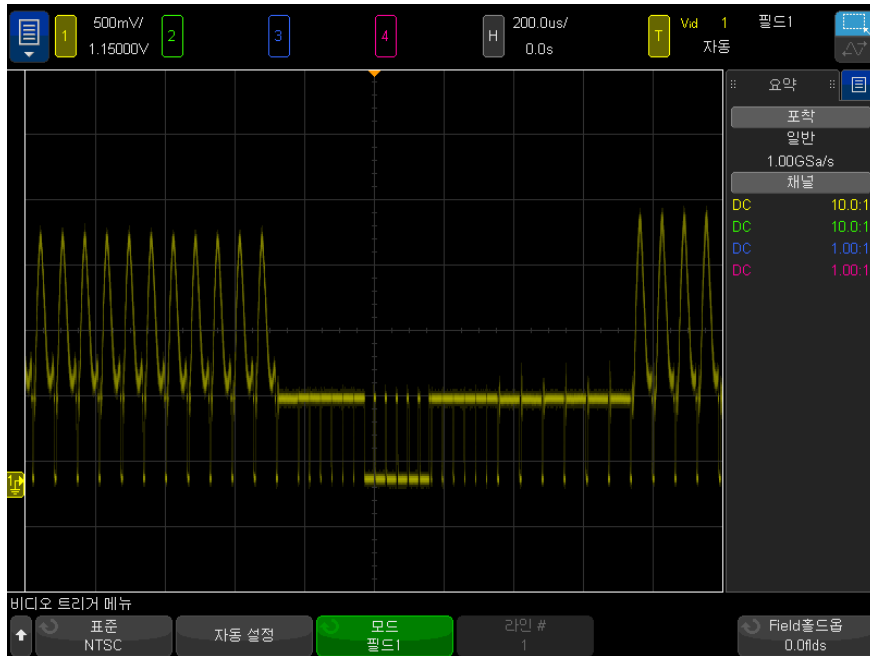 1
500mV/
1.15000V
2
3
4
H
200.0us/
0.0s
T
Vid 1
필드1
자동
요약
포착
일반
1.00GSa/s
채널
DC 10.0:1
DC 10.0:1
DC 1.00:1
DC 1.00:1
1
비디오 트리거 메뉴
표준
NTSC
자동 설정
모드
필드1
라인 #
1
Field홀드옵
0.0flds